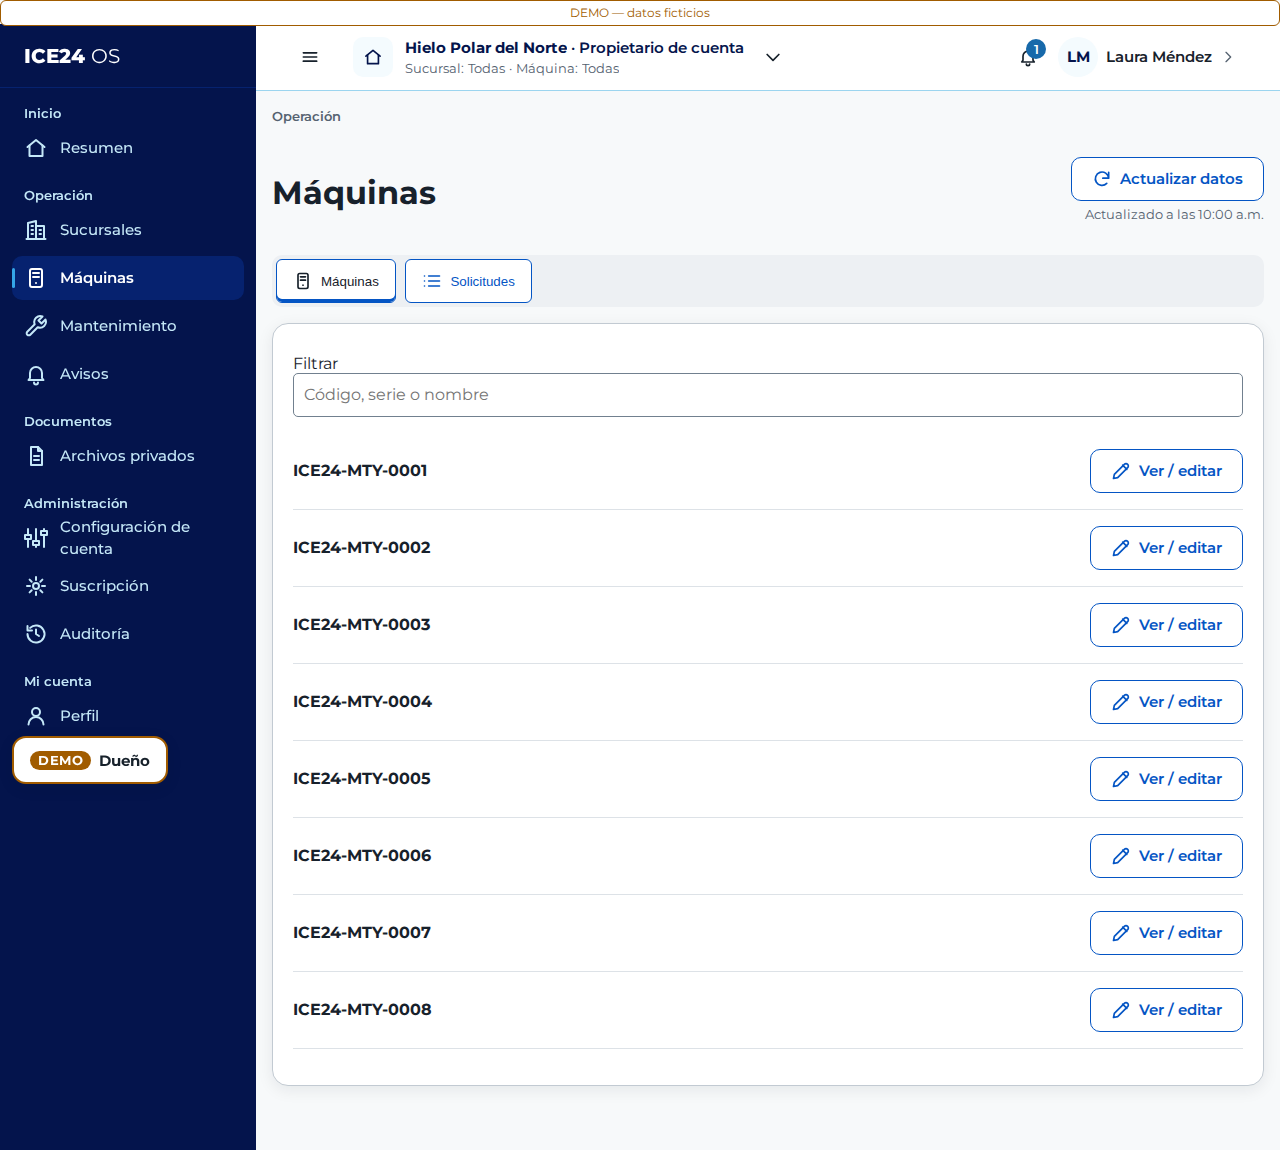 DEMO — datos ficticios
ICE24 OS
Hielo Polar del Norte · Propietario de cuenta
Sucursal: Todas · Máquina: Todas
1
LM
Laura Méndez
Inicio
Resumen
Operación
Sucursales
Máquinas
Mantenimiento
Avisos
Documentos
Archivos privados
Administración
Configuración de
cuenta
Suscripción
Auditoría
Mi cuenta
Perfil
DEMO Dueño
Operación
Máquinas
Actualizar datos
Actualizado a las 10:00 a.m.
Máquinas
Solicitudes
Filtrar
Código, serie o nombre
ICE24-MTY-0001 Ver / editar
ICE24-MTY-0002 Ver / editar
ICE24-MTY-0003 Ver / editar
ICE24-MTY-0004 Ver / editar
ICE24-MTY-0005 Ver / editar
ICE24-MTY-0006 Ver / editar
ICE24-MTY-0007 Ver / editar
ICE24-MTY-0008 Ver / editar